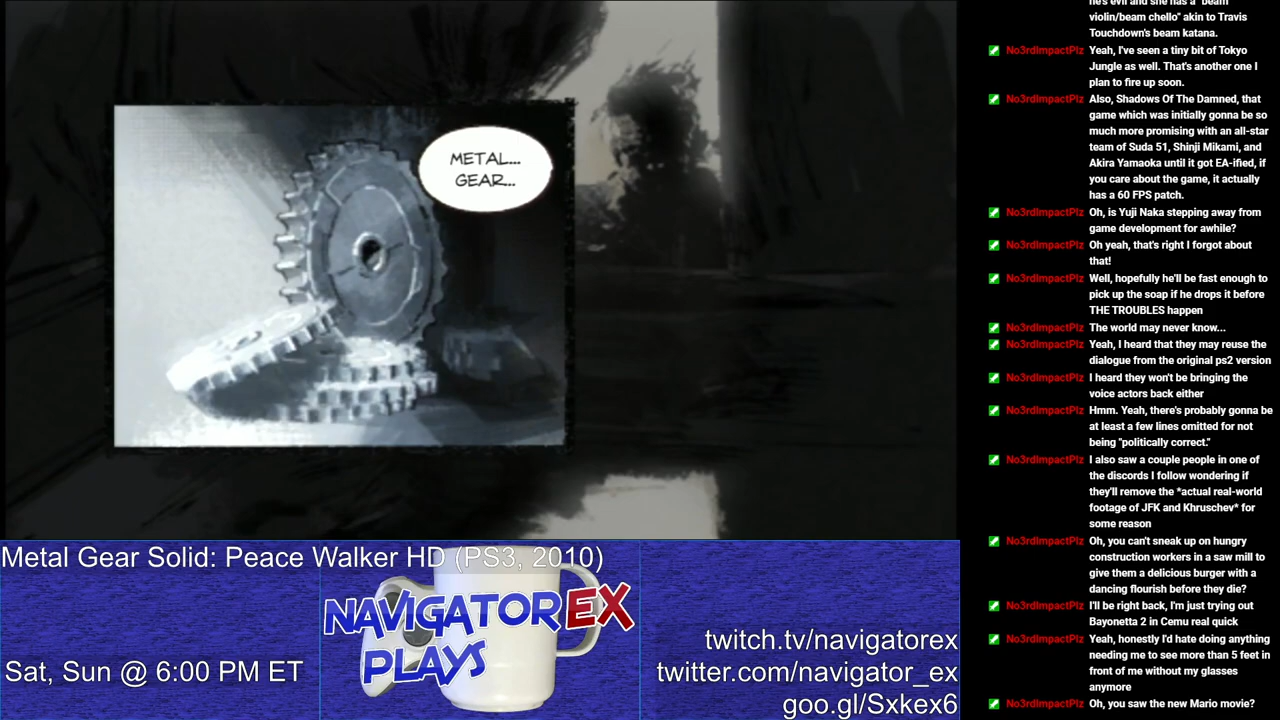 METAL...
GEAR...
he's evil and she has a "beam
violin/beam chello" akin to Travis
Touchdown's beam katana.
No3rdImpactPlz Yeah, I've seen a tiny bit of Tokyo
Jungle as well. That's another one I
plan to fire up soon.
No3rdImpactPlz Also, Shadows Of The Damned, that
game which was initially gonna be so
much more promising with an all-star
team of Suda 51, Shinji Mikami, and
Akira Yamaoka until it got EA-ified, if
you care about the game, it actually
has a 60 FPS patch.
No3rdImpactPlz Oh, is Yuji Naka stepping away from
game development for awhile?
No3rdImpactPlz Oh yeah, that's right I forgot about
that!
No3rdImpactPlz Well, hopefully he'll be fast enough to
pick up the soap if he drops it before
THE TROUBLES happen
No3rdImpactPlz The world may never know...
No3rdImpactPlz Yeah, I heard that they may reuse the
dialogue from the original ps2 version
No3rdImpactPlz I heard they won't be bringing the
voice actors back either
No3rdImpactPlz Hmm. Yeah, there's probably gonna be
at least a few lines omitted for not
being "politically correct."
No3rdImpactPlz I also saw a couple people in one of
the discords I follow wondering if
they'll remove the *actual real-world
footage of JFK and Khruschev* for
some reason
No3rdImpactPlz Oh, you can't sneak up on hungry
construction workers in a saw mill to
give them a delicious burger with a
dancing flourish before they die?
No3rdImpactPlz I'll be right back, I'm just trying out
Bayonetta 2 in Cemu real quick
No3rdImpactPlz Yeah, honestly I'd hate doing anything
needing me to see more than 5 feet in
front of me without my glasses
anymore
No3rdImpactPlz Oh, you saw the new Mario movie?
Metal Gear Solid: Peace Walker HD (PS3, 2010)
Sat, Sun @ 6:00 PM ET
NAVIGATOREX
PLAYS
twitch.tv/navigatorex
twitter.com/navigator_ex
goo.gl/Sxkex6